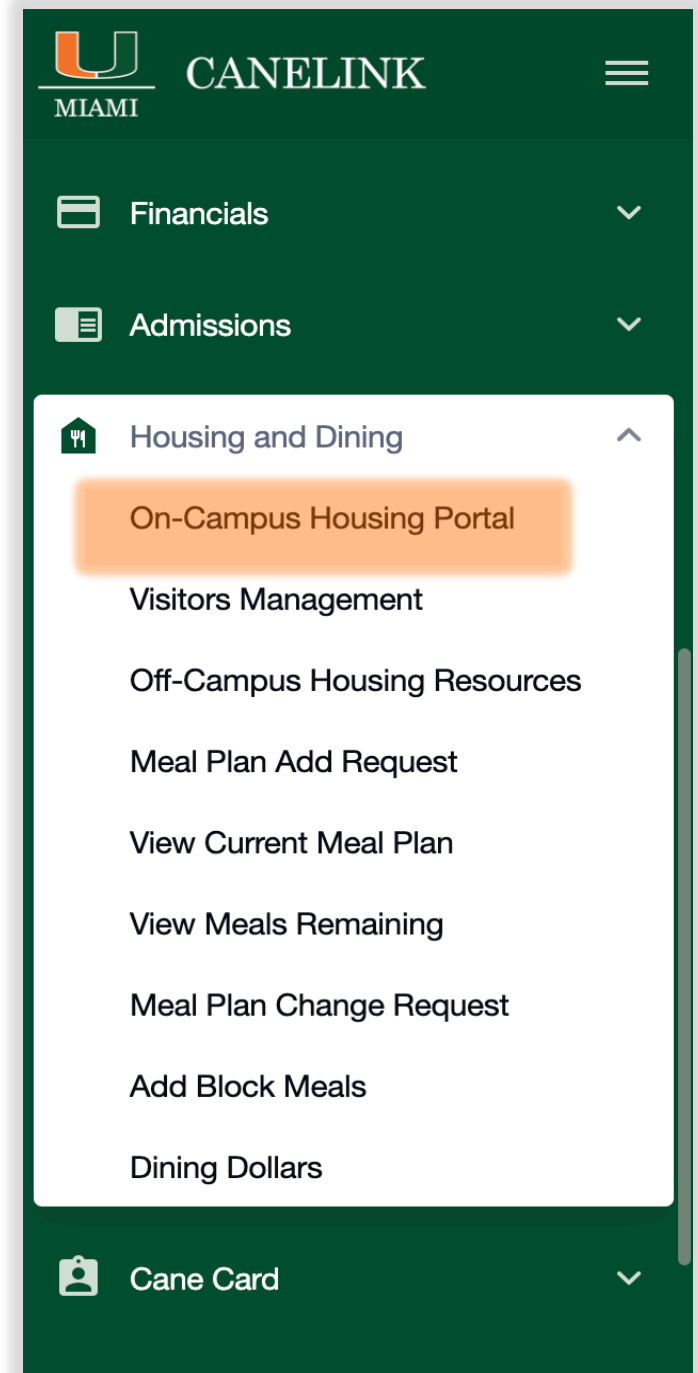 MIAMI
CANELINK
Financials
Admissions
Housing and Dining
On-Campus Housing Portal
Visitors Management
Off-Campus Housing Resources
Meal Plan Add Request
View Current Meal Plan
View Meals Remaining
Meal Plan Change Request
Add Block Meals
Dining Dollars
Cane Card